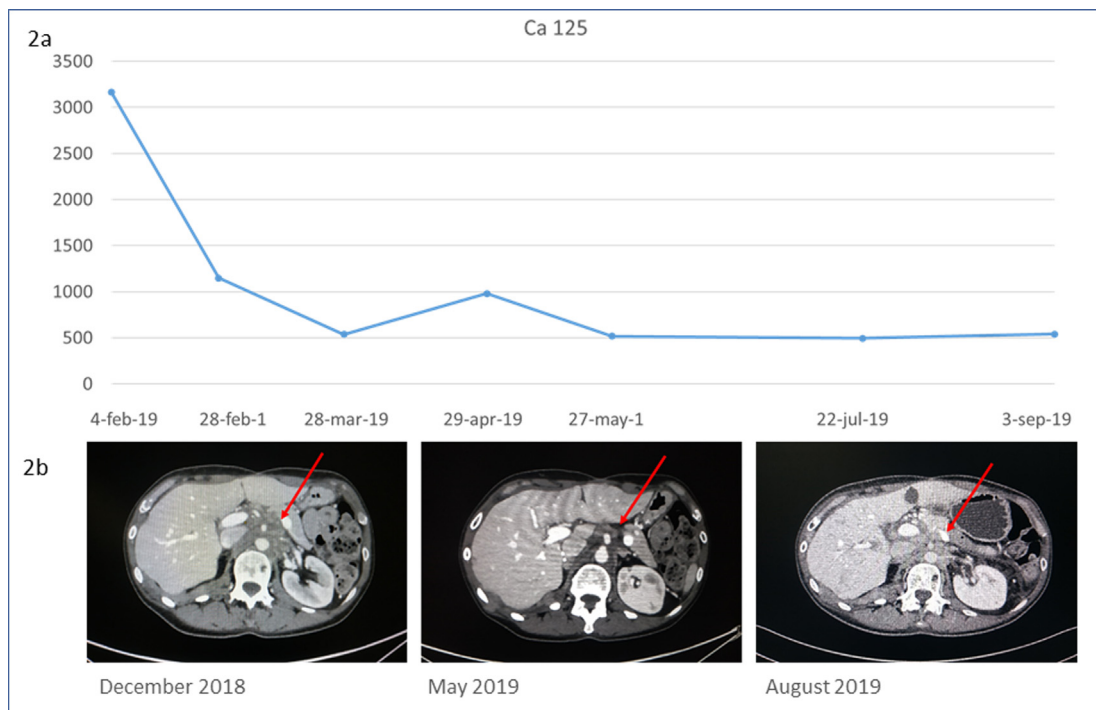 2a
Ca 125
3500
3000
2500
2000
1500
1000
500
0
4-feb-19 28-feb-1 28-mar-19 29-apr-19 27-may-1 22-jul-19 3-sep-19
2b
December 2018 May 2019 August 2019